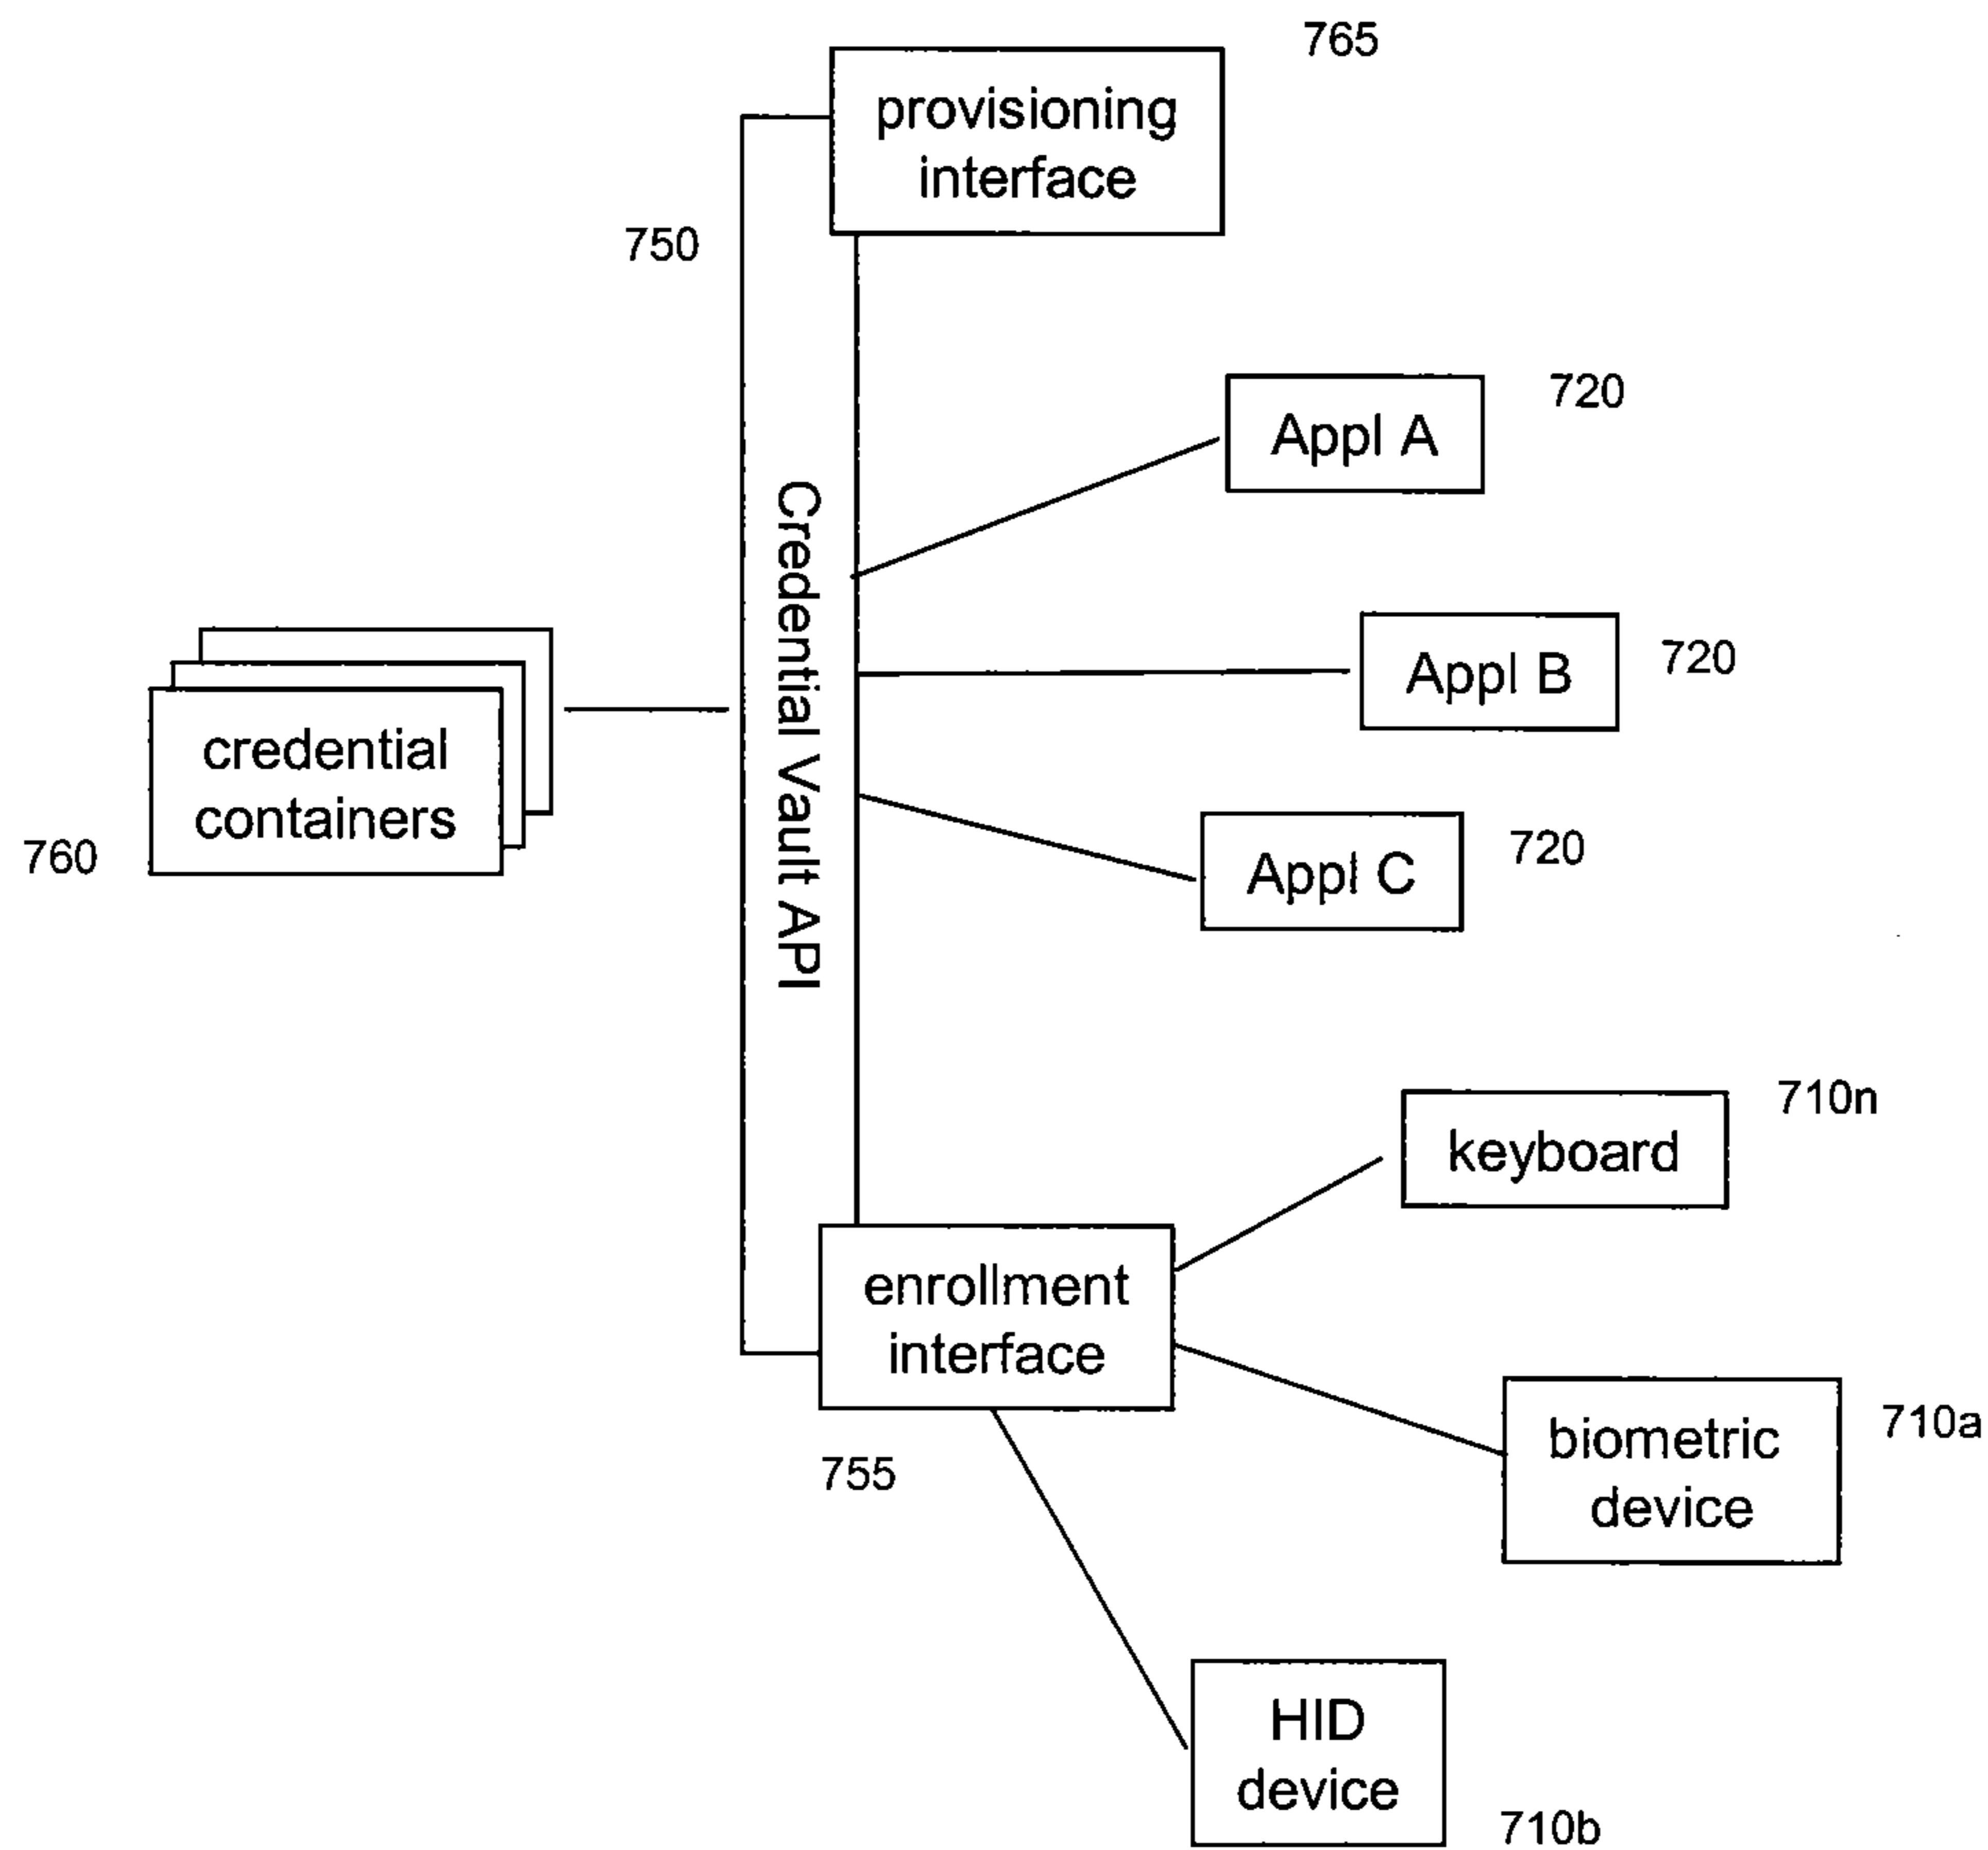 765
provisioning
interface
750
720
Appl A
720
Appl B
Credential Vault API
credential
containers
760
720
Appl C
710n
keyboard
enrollment
interface
755
710a
biometric
device
HID
device
710b